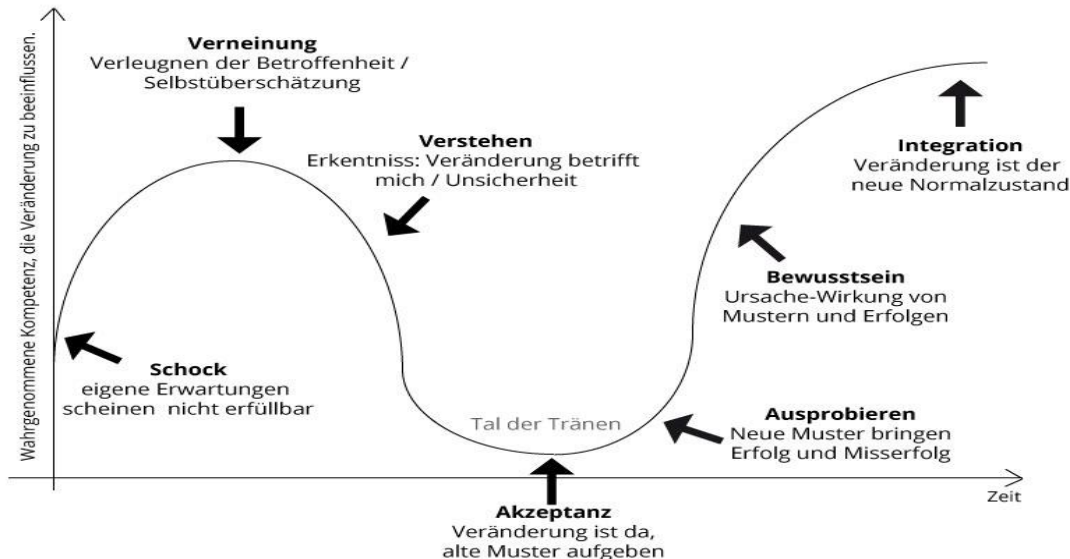 Wahrgenommene Kompetenz, die Veränderung zu beeinflussen.
Verneinung
Verleugnen der Betroffenheit /
Selbstüberschätzung
Verstehen
Erkentniss: Veränderung betrifft
mich / Unsicherheit
Integration
Veränderung ist der
neue Normalzustand
Bewusstsein
Ursache-Wirkung von
Mustern und Erfolgen
Schock
eigene Erwartungen
scheinen nicht erfüllbar
Tal der Tränen
Ausprobieren
Neue Muster bringen
Erfolg und Misserfolg
Zeit
Akzeptanz
Veränderung ist da,
alte Muster aufgeben